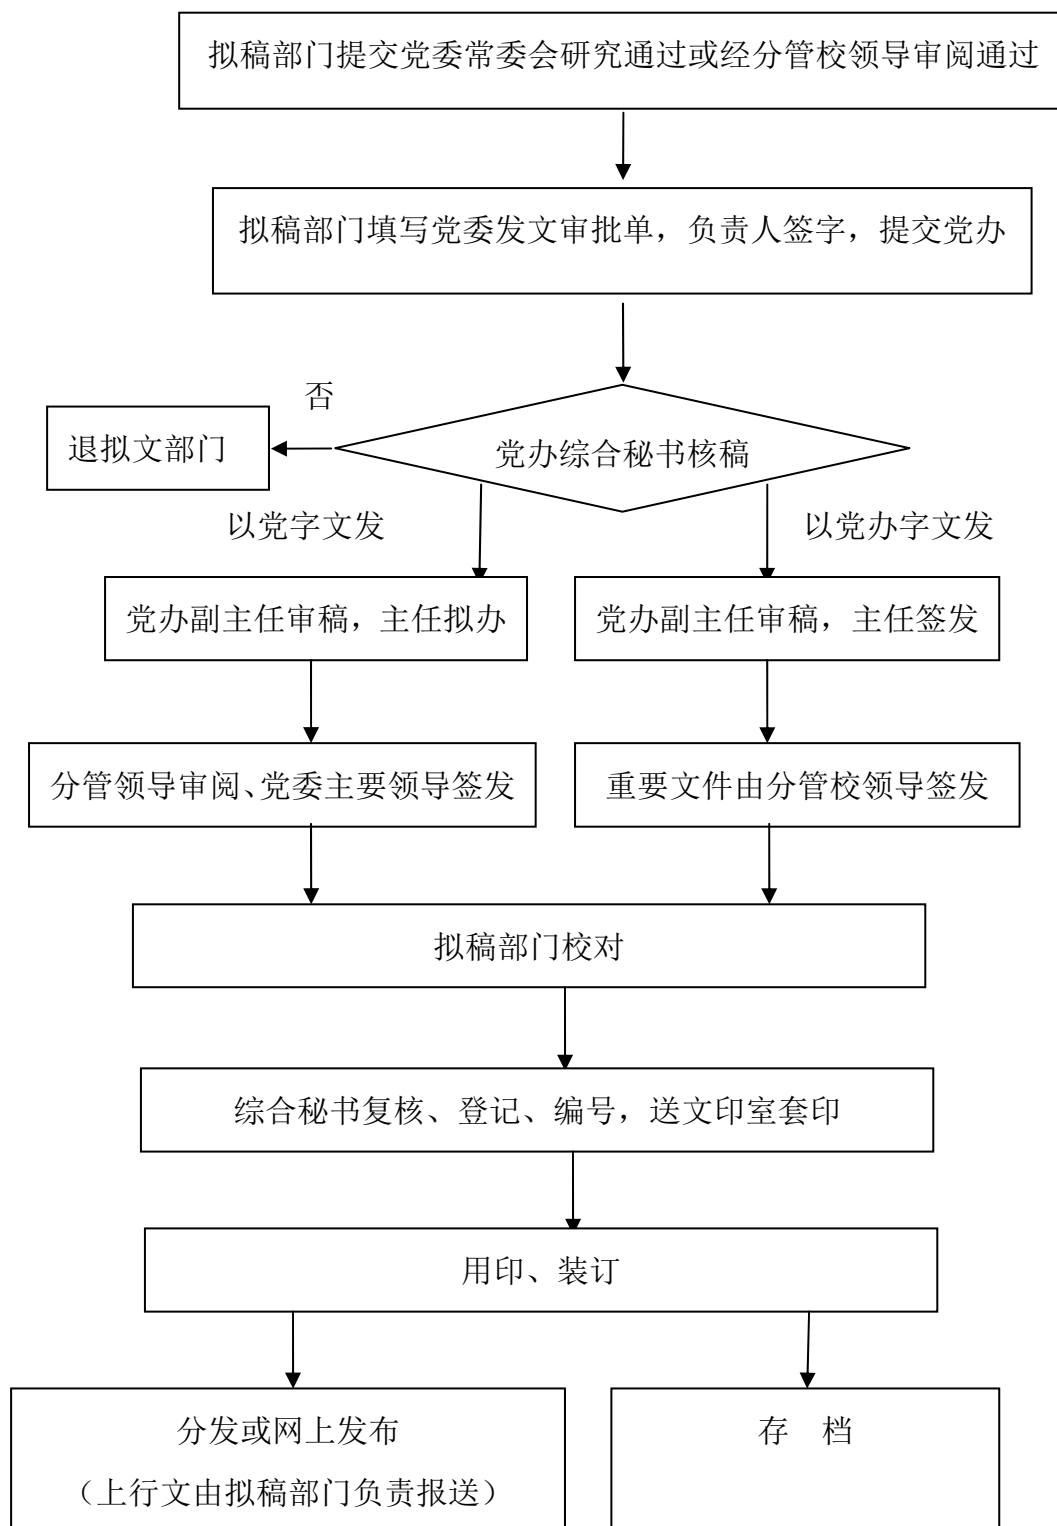 拟稿部门提交党委常委会研究通过或经分管校领导审阅通过
拟稿部门填写党委发文审批单，负责人签字，提交党办
否
退拟文部门
党办综合秘书核稿
以党字文发
以党办字文发
党办副主任审稿，主任拟办
党办副主任审稿，主任签发
分管领导审阅、党委主要领导签发
重要文件由分管校领导签发
拟稿部门校对
综合秘书复核、登记、编号，送文印室套印
用印、装订
分发或网上发布
（上行文由拟稿部门负责报送）
存　档